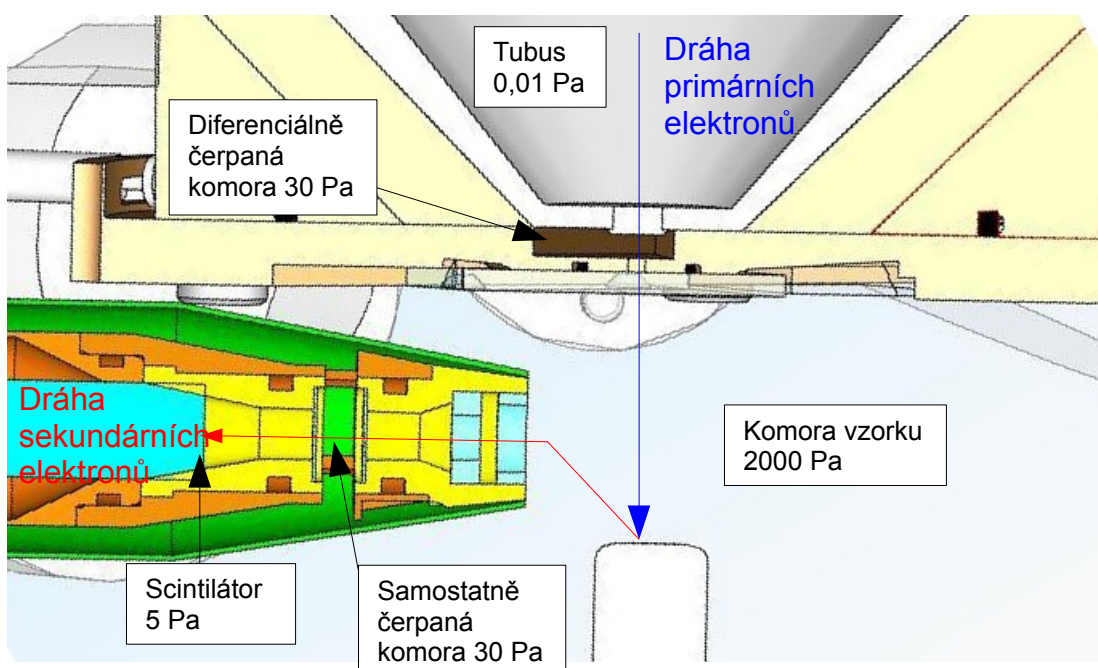 Tubus
0,01 Pa
Dráha
primárních
elektronů
Diferenciálně
čerpaná
komora 30 Pa
Dráha
sekundárních
elektronů
Komora vzorku
2000 Pa
Scintilátor
5 Pa
Samostatně
čerpaná
komora 30 Pa